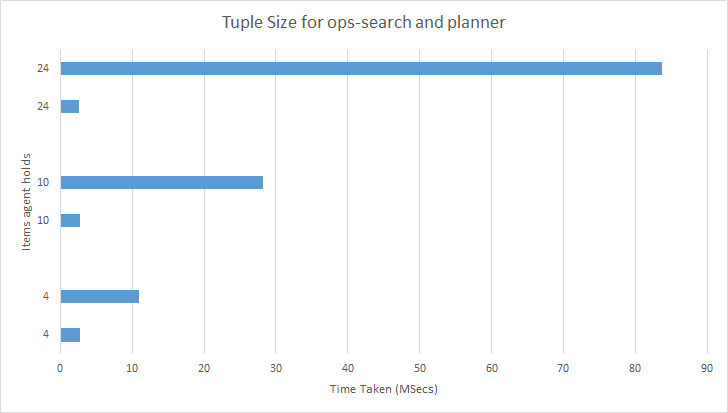 Tuple Size for ops-search and planner
Items agent holds
24
24
10
10
4
4
0 10 20 30 40 50 60 70 80 90
Time Taken (MSecs)